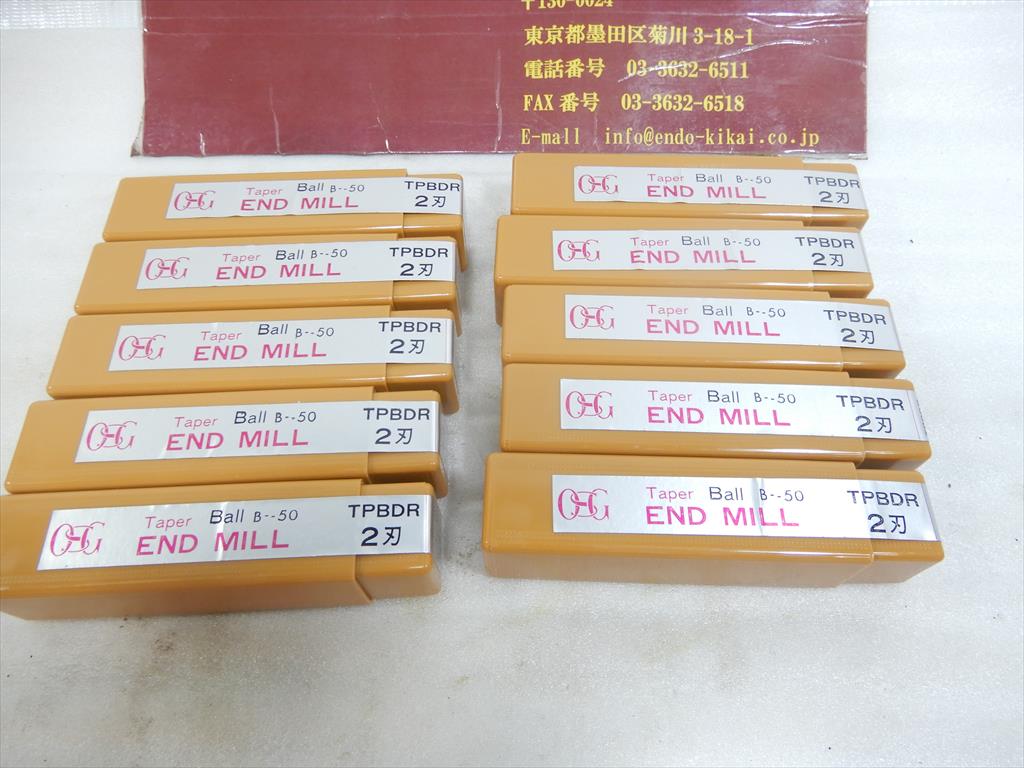 〒130-0024
東京都墨田区菊川3-18-1
電話番号 03-3632-6511
FAX番号 03-3632-6518
E-mall info@endo-kikai.co.jp
OSG Taper Ball B--50 TPBDR
END MILL 2刃
OSG Taper Ball B--50 TPBDR
END MILL 2刃
OSG Taper Ball B--50 TPBDR
END MILL 2刃
OSG Taper Ball B--50 TPBDR
END MILL 2刃
OSG Taper Ball B--50 TPBDR
END MILL 2刃
OSG Taper Ball B--50 TPBDR
END MILL 2刃
OSG Taper Ball B--50 TPBDR
END MILL 2刃
OSG Taper Ball B--50 TPBDR
END MILL 2刃
OSG Taper Ball B--50 TPBDR
END MILL 2刃
OSG Taper Ball B--50 TPBDR
END MILL 2刃